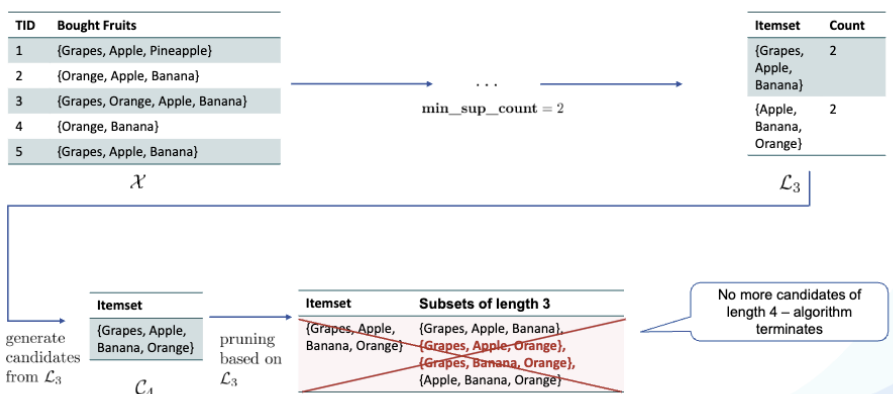 TID Bought Fruits
1 {Grapes, Apple, Pineapple}
2 {Orange, Apple, Banana}
3 {Grapes, Orange, Apple, Banana}
4 {Orange, Banana}
5 {Grapes, Apple, Banana}
𝒳
...
min_sup_count = 2
Itemset Count
{Grapes, 2
Apple,
Banana}
{Apple, 2
Banana,
Orange}
ℒ₃
generate
candidates
from ℒ₃
Itemset
{Grapes, Apple,
Banana, Orange}
𝒞₄
pruning
based on
ℒ₃
Itemset Subsets of length 3
{Grapes, Apple, {Grapes, Apple, Banana},
Banana, Orange} {Grapes, Apple, Orange},
{Grapes, Banana, Orange},
{Apple, Banana, Orange}
No more candidates of
length 4 – algorithm
terminates